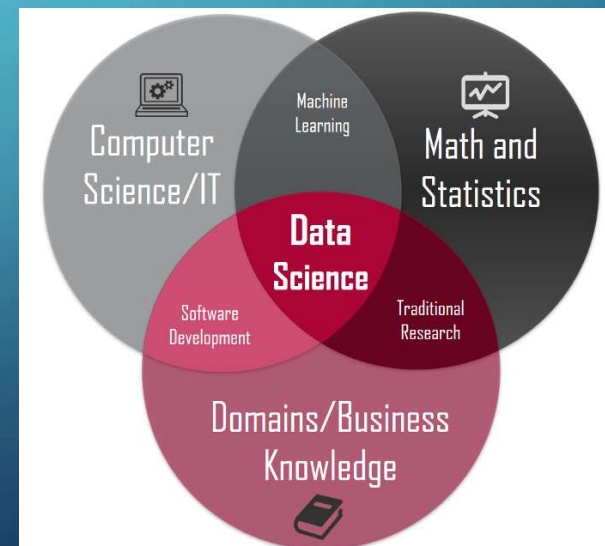 Computer
Science/IT
Machine
Learning
Math and
Statistics
Data
Science
Software
Development
Traditional
Research
Domains/Business
Knowledge